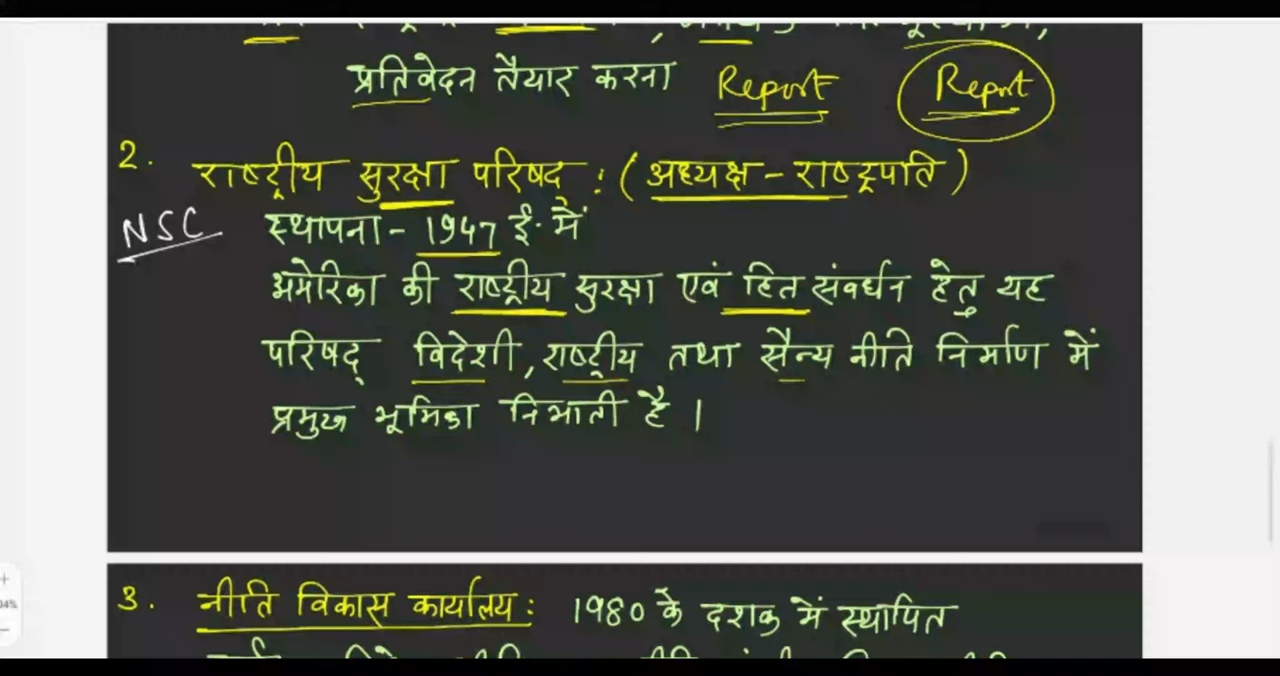 प्रतिवेदन तैयार करना Report Report
2. राष्ट्रीय सुरक्षा परिषद : (अध्यक्ष - राष्ट्रपति)
NSC स्थापना - 1947 ई. में
अमेरिका की राष्ट्रीय सुरक्षा एवं हित संवर्धन हेतु यह
परिषद् विदेशी, राष्ट्रीय तथा सैन्य नीति निर्माण में
प्रमुख भूमिका निभाती है।
3. नीति विकास कार्यालय : 1980 के दशक में स्थापित